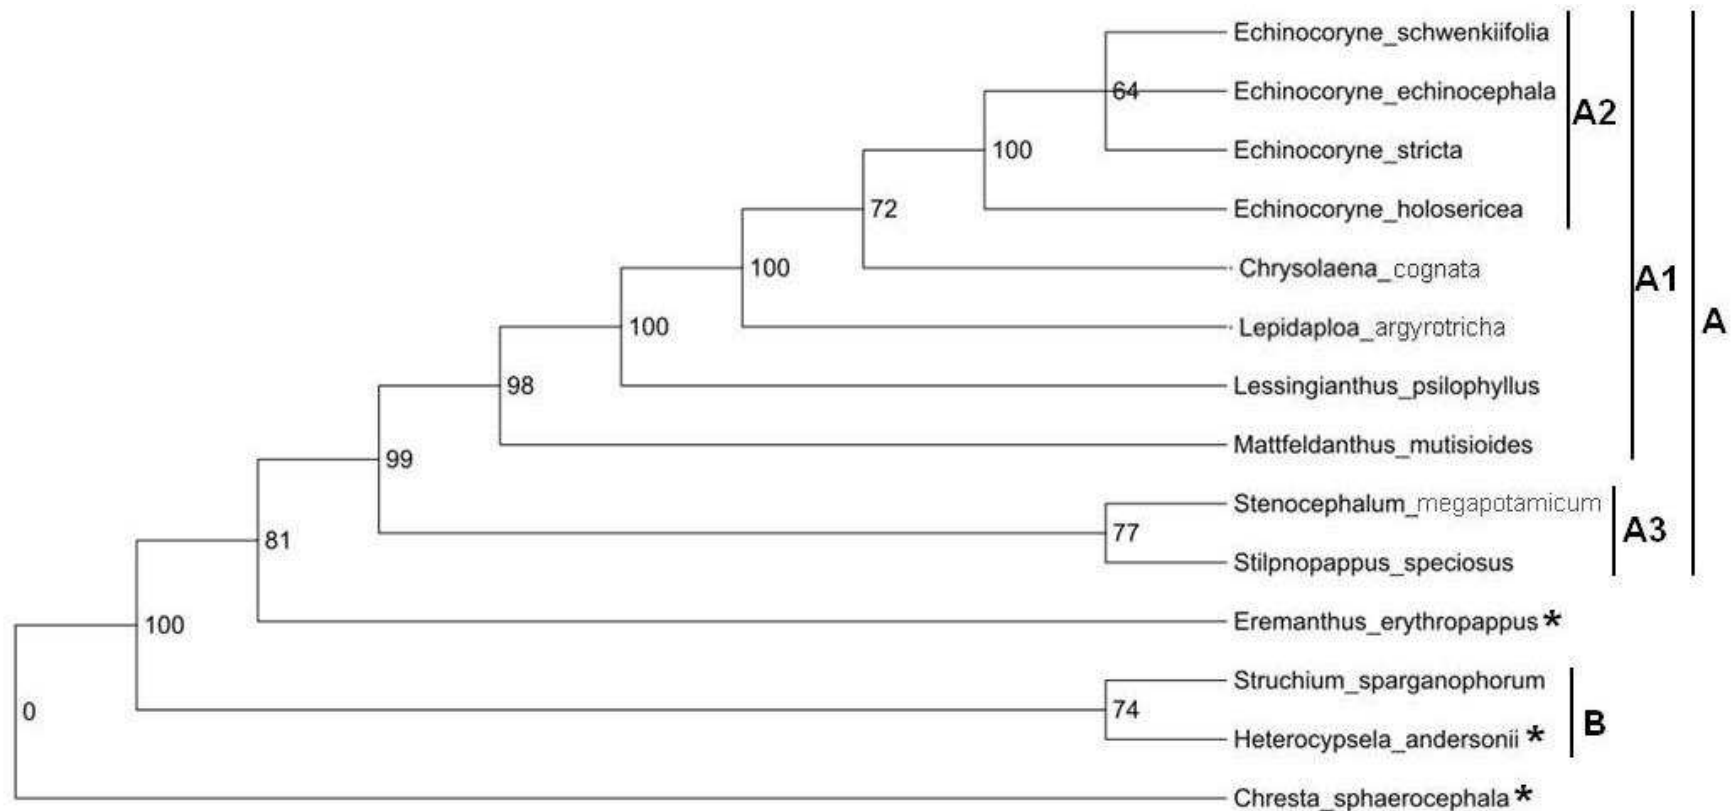 Echinocoryne_schwenkiifolia
64 Echinocoryne_echinocephala
A2
100 Echinocoryne_stricta
72 Echinocoryne_holosericea
100 Chrysolaena_cognata
A1
100 Lepidaploa_argyrotricha
A
98 Lessingianthus_psilophyllus
Mattfeldanthus_mutisioides
99
Stenocephalum_megapotamicum
77
A3
81
Stilpnopappus_speciosus
100 Eremanthus_erythropappus*
Struchium_sparganophorum
0
74
B
Heterocypsela_andersonii*
Chresta_sphaerocephala*